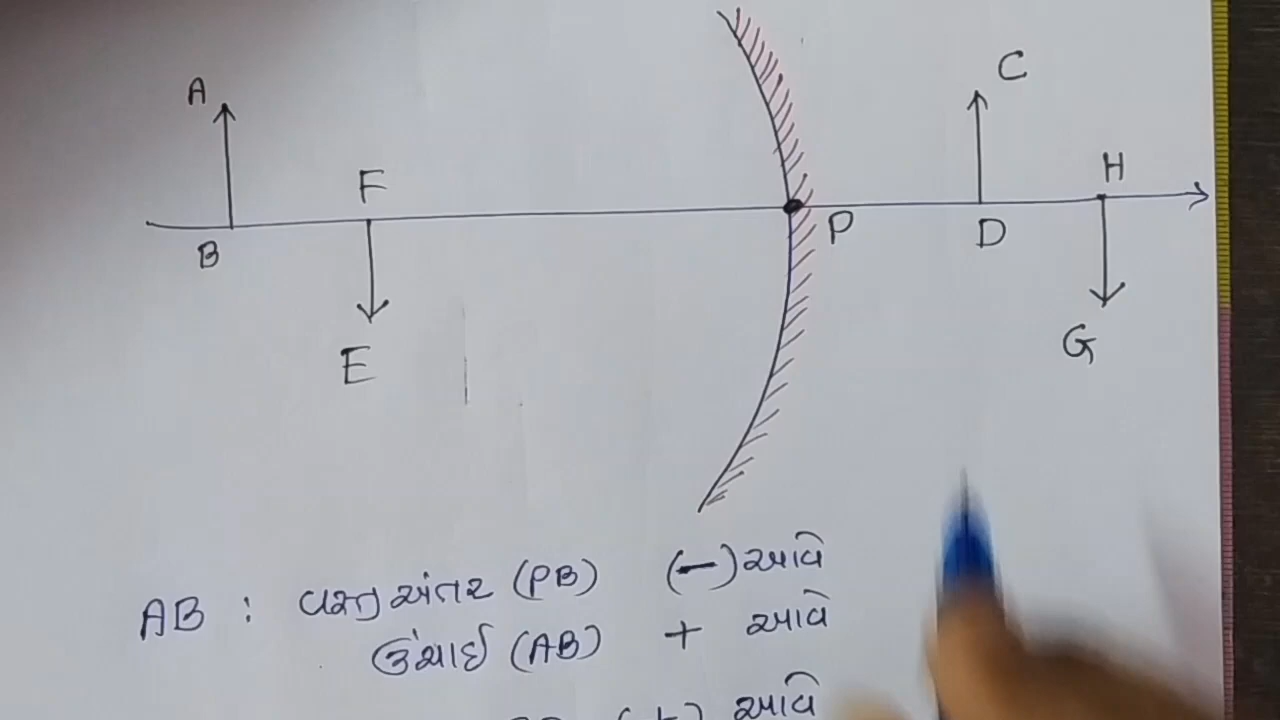 A
C
F
H
B
P
D
E
G
AB : વસ્તુઅંતર (PB) (-) આવે
ઉંચાઈ (AB) + આવે
આવે